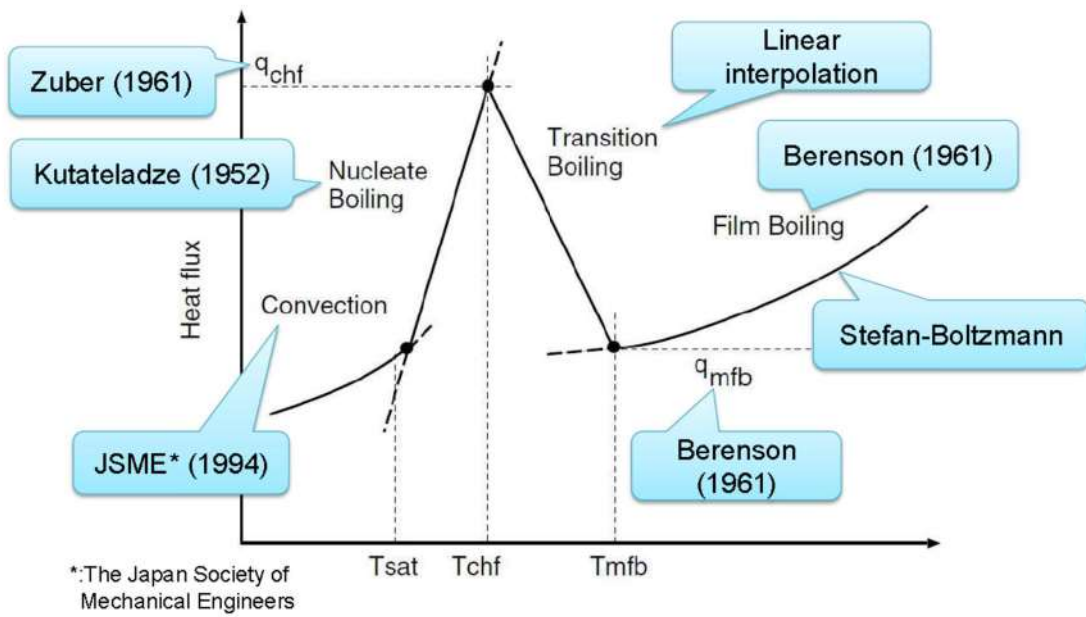 Zuber (1961)
qchf
Linear
interpolation
Kutateladze (1952)
Nucleate
Boiling
Transition
Boiling
Berenson (1961)
Film Boiling
Heat flux
Convection
Stefan-Boltzmann
qmfb
JSME* (1994)
Berenson
(1961)
Tsat
Tchf
Tmfb
*:The Japan Society of
Mechanical Engineers